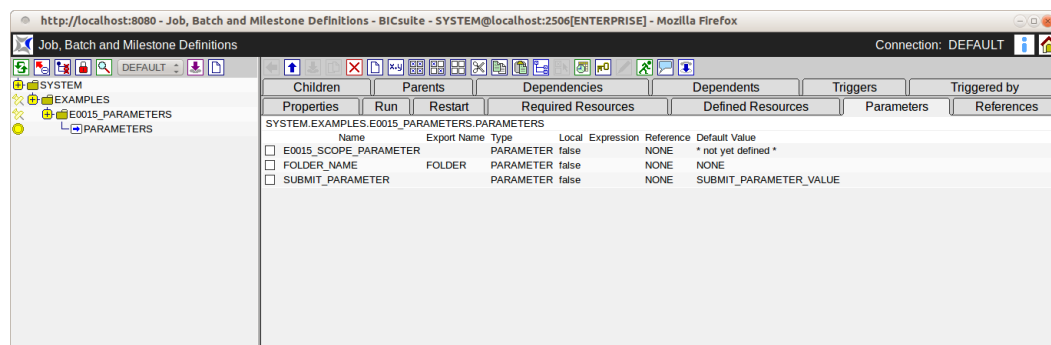 http://localhost:8080 - Job, Batch and Milestone Definitions - BICsuite - SYSTEM@localhost:2506[ENTERPRISE] - Mozilla Firefox
Job, Batch and Milestone Definitions
Connection: DEFAULT
DEFAULT
SYSTEM
EXAMPLES
E0015_PARAMETERS
PARAMETERS
x,y
Children Parents Dependencies Dependents Triggers Triggered by
Properties Run Restart Required Resources Defined Resources Parameters References
SYSTEM.EXAMPLES.E0015_PARAMETERS.PARAMETERS
Name Export Name Type Local Expression Reference Default Value
E0015_SCOPE_PARAMETER PARAMETER false NONE * not yet defined *
FOLDER_NAME FOLDER PARAMETER false NONE NONE
SUBMIT_PARAMETER PARAMETER false NONE SUBMIT_PARAMETER_VALUE